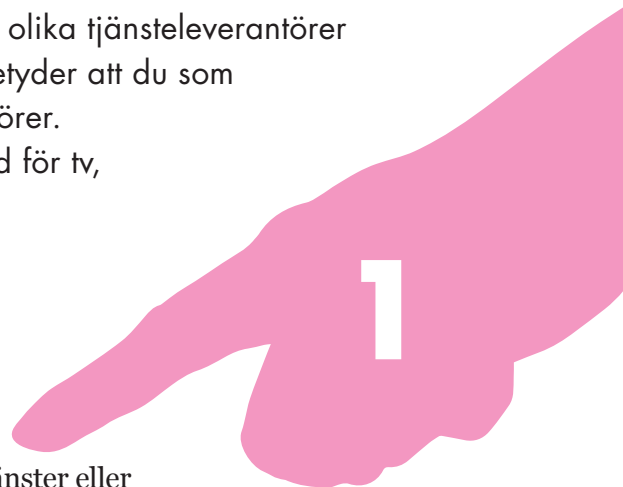 olika tjänsteleverantörer
etyder att du som
örer.
d för tv,
1
änster eller